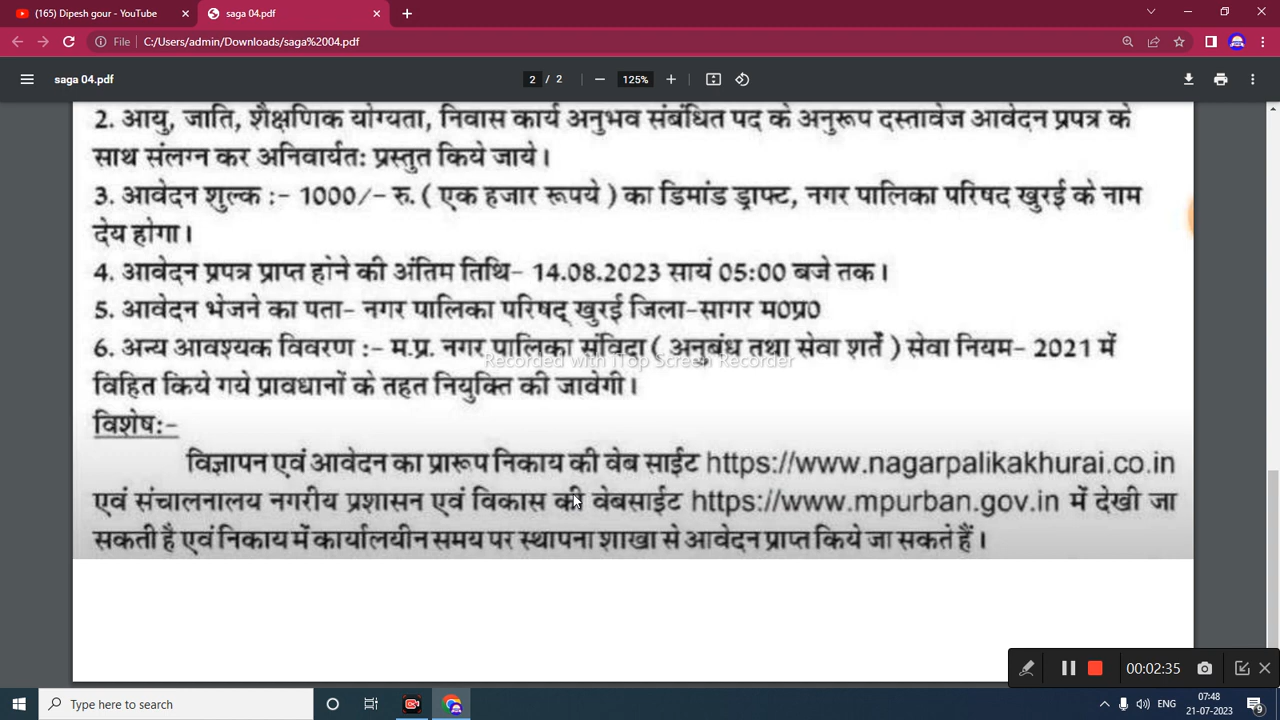 (165) Dipesh gour - YouTube
saga 04.pdf
File C:/Users/admin/Downloads/saga%2004.pdf
saga 04.pdf
2 / 2
125%
2. आयु, जाति, शैक्षणिक योग्यता, निवास कार्य अनुभव संबंधित पद के अनुरूप दस्तावेज आवेदन प्रपत्र के
साथ संलग्न कर अनिवार्यतः प्रस्तुत किये जाये।
3. आवेदन शुल्क :- 1000/- रु. ( एक हजार रूपये ) का डिमांड ड्राफ्ट, नगर पालिका परिषद खुरई के नाम
देय होगा।
4. आवेदन प्रपत्र प्राप्त होने की अंतिम तिथि- 14.08.2023 सायं 05:00 बजे तक।
5. आवेदन भेजने का पता- नगर पालिका परिषद् खुरई जिला-सागर म0प्र0
6. अन्य आवश्यक विवरण :- म.प्र. नगर पालिका संविदा ( अनुबंध तथा सेवा शर्तें ) सेवा नियम- 2021 में
Recorded with iTop Screen Recorder
विहित किये गये प्रावधानों के तहत नियुक्ति की जावेगी।
विशेष:-
विज्ञापन एवं आवेदन का प्रारूप निकाय की वेब साईट https://www.nagarpalikakhurai.co.in
एवं संचालनालय नगरीय प्रशासन एवं विकास की वेबसाईट https://www.mpurban.gov.in में देखी जा
सकती है एवं निकाय में कार्यालयीन समय पर स्थापना शाखा से आवेदन प्राप्त किये जा सकते हैं।
00:02:35
Type here to search
ENG
07:48
21-07-2023
9